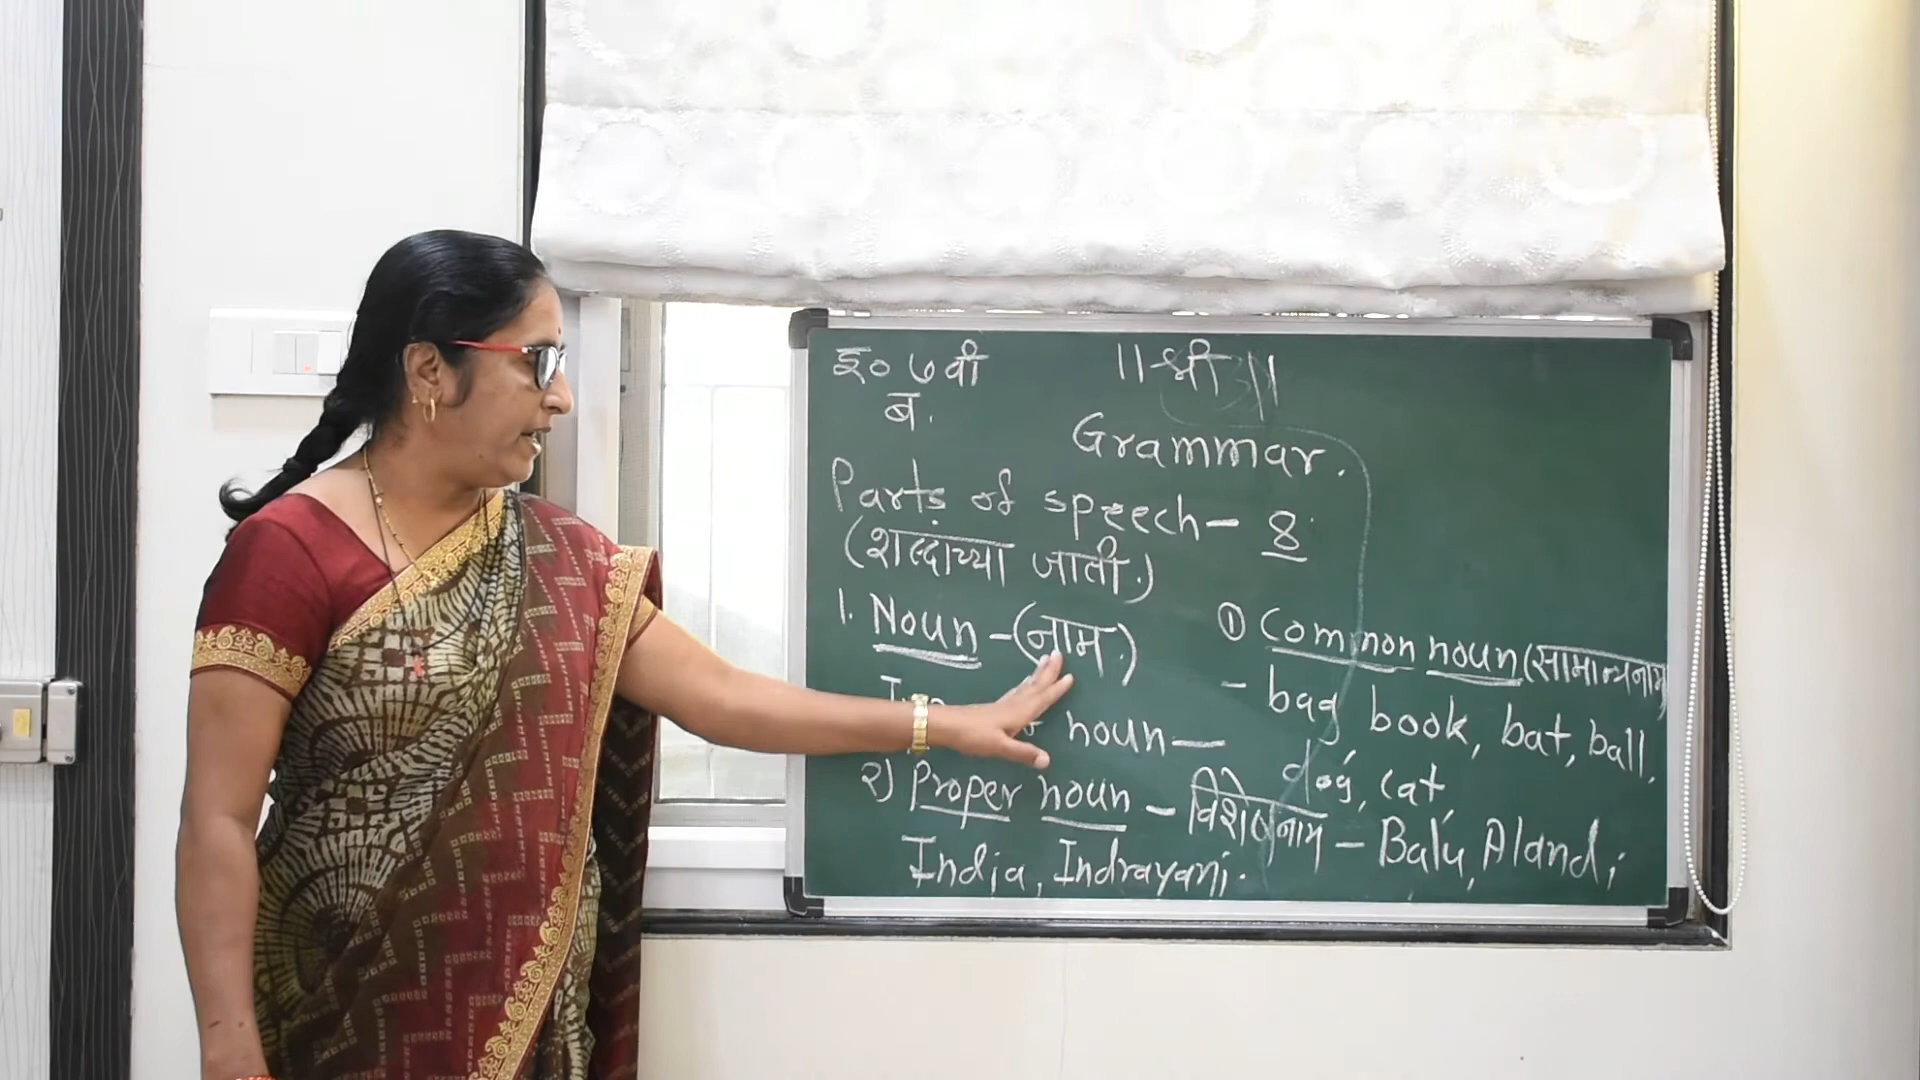 इ० ७वी
ब.
||श्री||
Grammar.
Parts of speech- 8
(शब्दांच्या जाती.)
1. Noun -(नाम.)
noun—
① Common noun(सामान्यनाम
- bag book, bat, ball,
dog, cat,
२) Proper noun - विशेषनाम - Balu, Alandi
India, Indrayani.